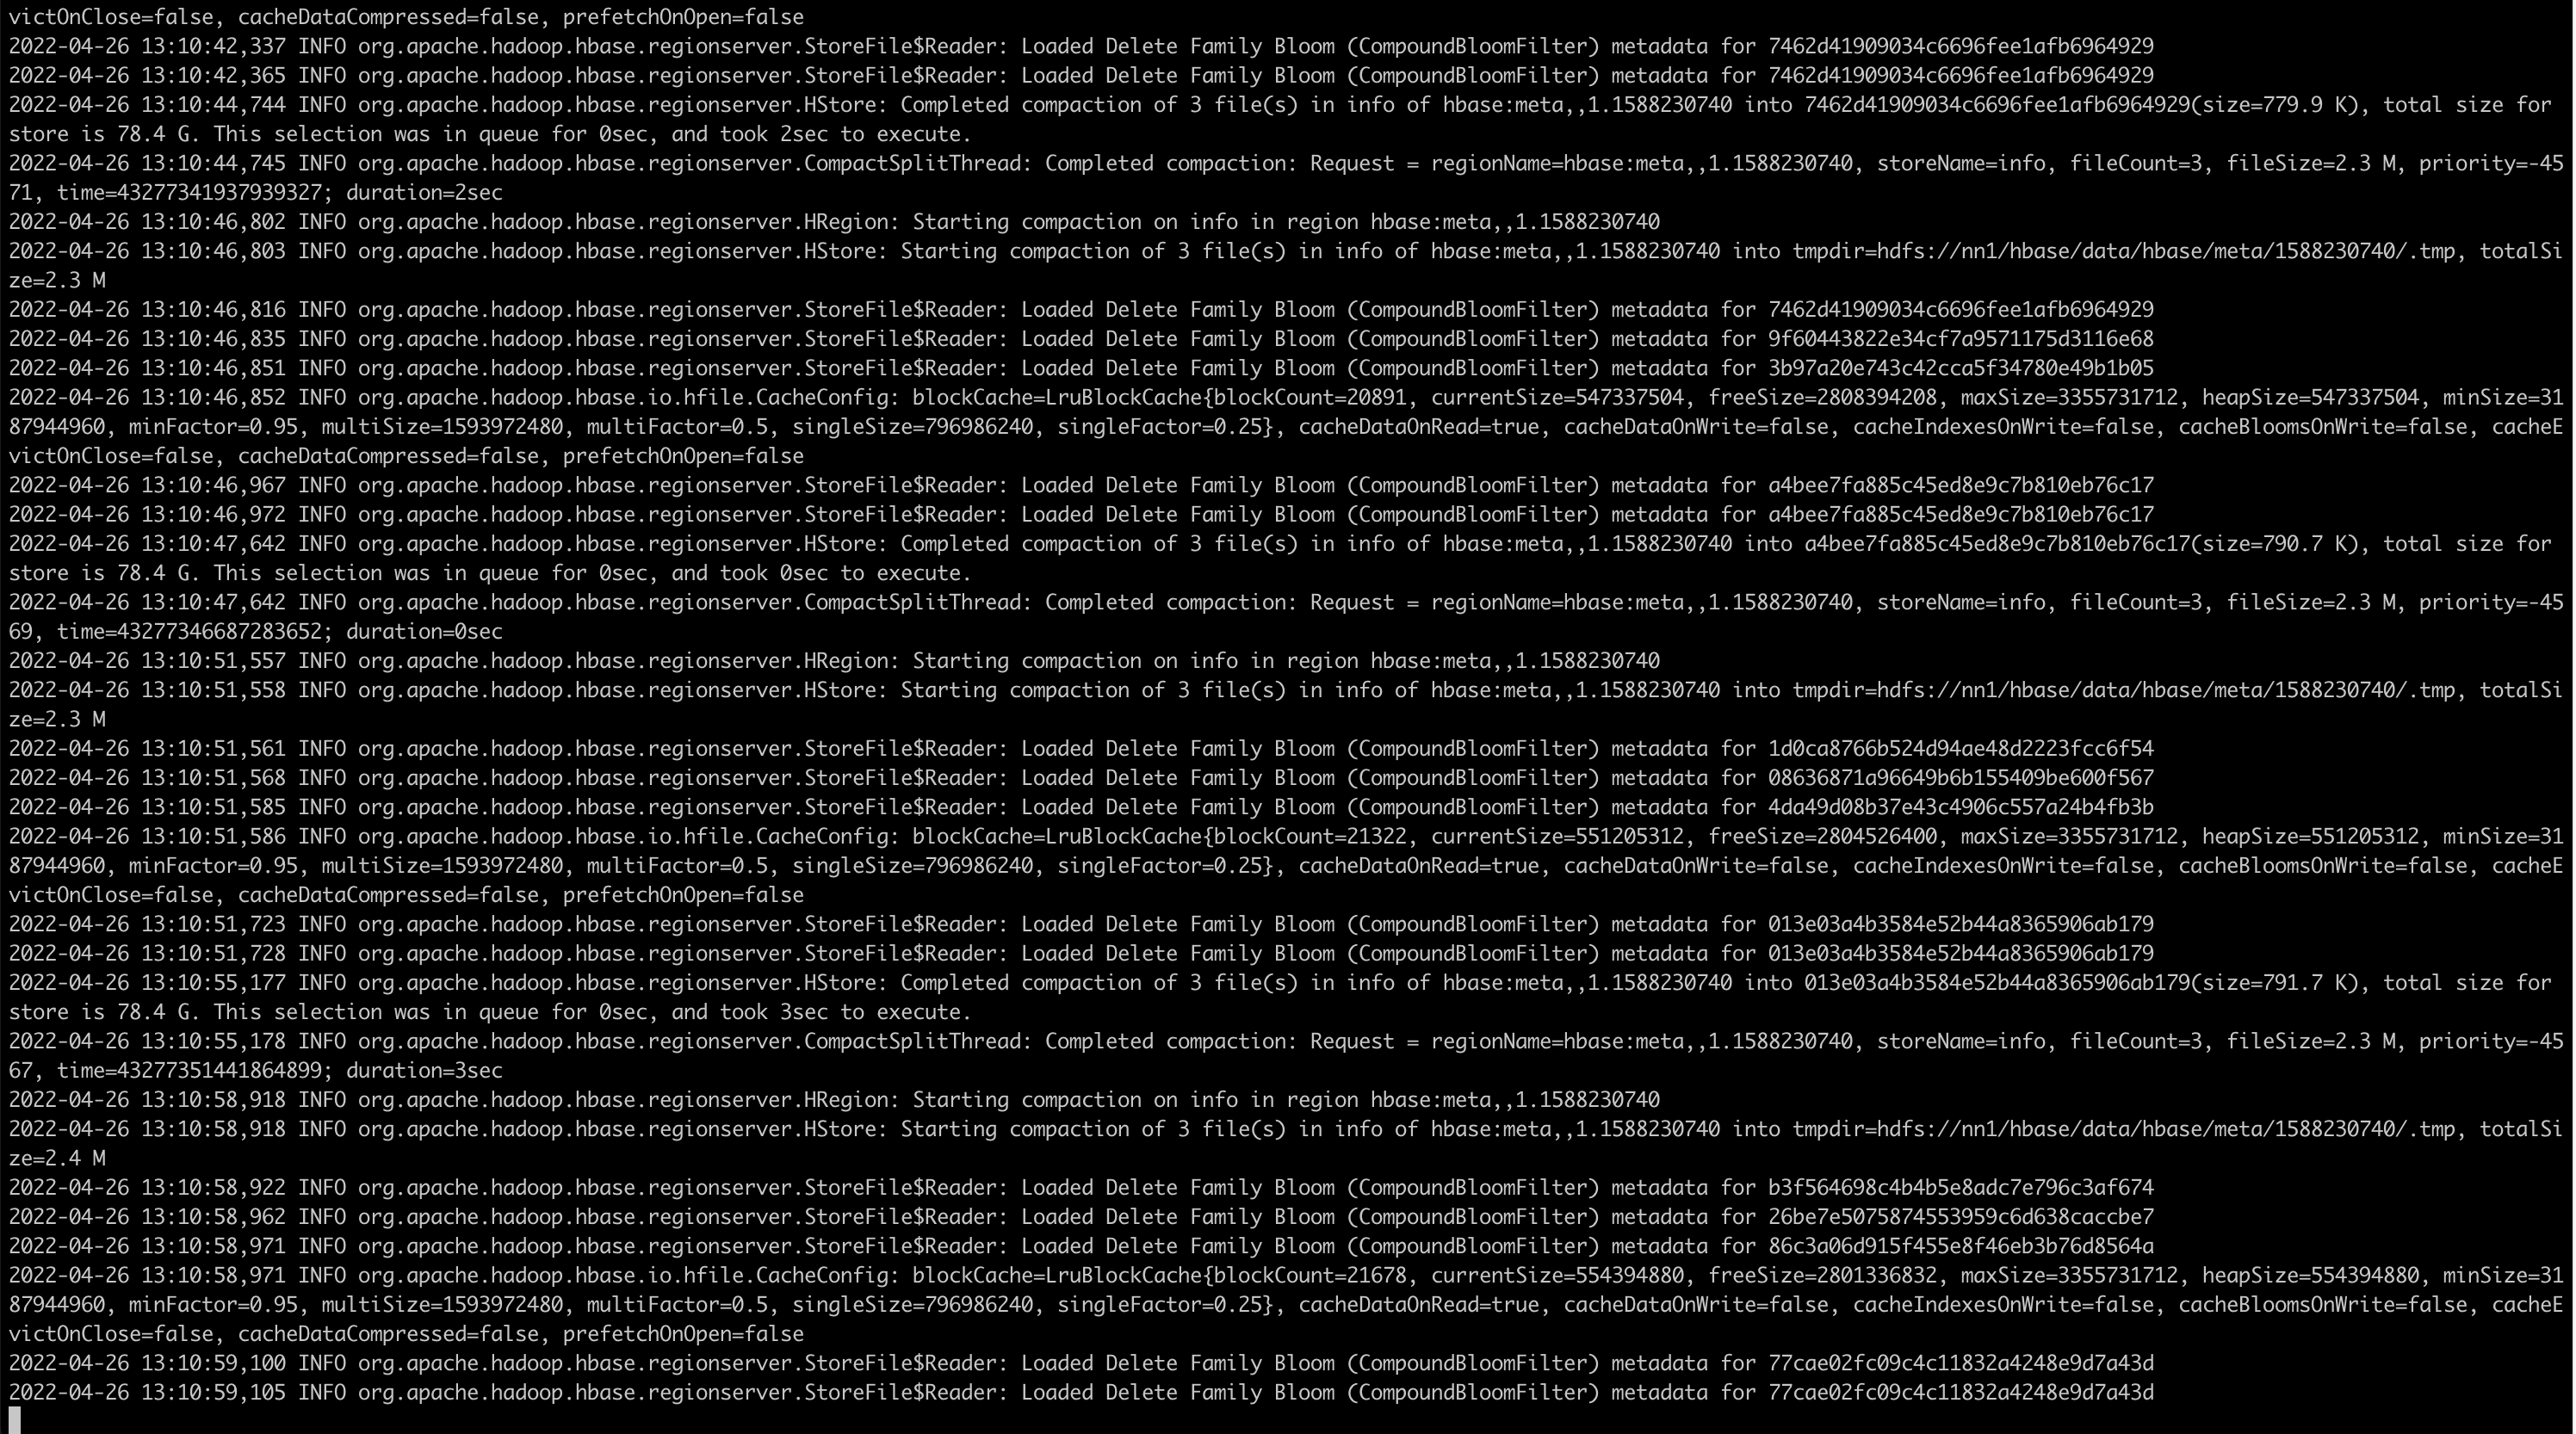 victOnClose=false, cacheDataCompressed=false, prefetchOnOpen=false
2022-04-26 13:10:42,337 INFO org.apache.hadoop.hbase.regionserver.StoreFile$Reader: Loaded Delete Family Bloom (CompoundBloomFilter) metadata for 7462d41909034c6696fee1afb6964929
2022-04-26 13:10:42,365 INFO org.apache.hadoop.hbase.regionserver.StoreFile$Reader: Loaded Delete Family Bloom (CompoundBloomFilter) metadata for 7462d41909034c6696fee1afb6964929
2022-04-26 13:10:44,744 INFO org.apache.hadoop.hbase.regionserver.HStore: Completed compaction of 3 file(s) in info of hbase:meta,,1.1588230740 into 7462d41909034c6696fee1afb6964929(size=779.9 K), total size for
store is 78.4 G. This selection was in queue for 0sec, and took 2sec to execute.
2022-04-26 13:10:44,745 INFO org.apache.hadoop.hbase.regionserver.CompactSplitThread: Completed compaction: Request = regionName=hbase:meta,,1.1588230740, storeName=info, fileCount=3, fileSize=2.3 M, priority=-45
71, time=43277341937939327; duration=2sec
2022-04-26 13:10:46,802 INFO org.apache.hadoop.hbase.regionserver.HRegion: Starting compaction on info in region hbase:meta,,1.1588230740
2022-04-26 13:10:46,803 INFO org.apache.hadoop.hbase.regionserver.HStore: Starting compaction of 3 file(s) in info of hbase:meta,,1.1588230740 into tmpdir=hdfs://nn1/hbase/data/hbase/meta/1588230740/.tmp, totalSi
ze=2.3 M
2022-04-26 13:10:46,816 INFO org.apache.hadoop.hbase.regionserver.StoreFile$Reader: Loaded Delete Family Bloom (CompoundBloomFilter) metadata for 7462d41909034c6696fee1afb6964929
2022-04-26 13:10:46,835 INFO org.apache.hadoop.hbase.regionserver.StoreFile$Reader: Loaded Delete Family Bloom (CompoundBloomFilter) metadata for 9f60443822e34cf7a9571175d3116e68
2022-04-26 13:10:46,851 INFO org.apache.hadoop.hbase.regionserver.StoreFile$Reader: Loaded Delete Family Bloom (CompoundBloomFilter) metadata for 3b97a20e743c42cca5f34780e49b1b05
2022-04-26 13:10:46,852 INFO org.apache.hadoop.hbase.io.hfile.CacheConfig: blockCache=LruBlockCache{blockCount=20891, currentSize=547337504, freeSize=2808394208, maxSize=3355731712, heapSize=547337504, minSize=31
87944960, minFactor=0.95, multiSize=1593972480, multiFactor=0.5, singleSize=796986240, singleFactor=0.25}, cacheDataOnRead=true, cacheDataOnWrite=false, cacheIndexesOnWrite=false, cacheBloomsOnWrite=false, cacheE
victOnClose=false, cacheDataCompressed=false, prefetchOnOpen=false
2022-04-26 13:10:46,967 INFO org.apache.hadoop.hbase.regionserver.StoreFile$Reader: Loaded Delete Family Bloom (CompoundBloomFilter) metadata for a4bee7fa885c45ed8e9c7b810eb76c17
2022-04-26 13:10:46,972 INFO org.apache.hadoop.hbase.regionserver.StoreFile$Reader: Loaded Delete Family Bloom (CompoundBloomFilter) metadata for a4bee7fa885c45ed8e9c7b810eb76c17
2022-04-26 13:10:47,642 INFO org.apache.hadoop.hbase.regionserver.HStore: Completed compaction of 3 file(s) in info of hbase:meta,,1.1588230740 into a4bee7fa885c45ed8e9c7b810eb76c17(size=790.7 K), total size for
store is 78.4 G. This selection was in queue for 0sec, and took 0sec to execute.
2022-04-26 13:10:47,642 INFO org.apache.hadoop.hbase.regionserver.CompactSplitThread: Completed compaction: Request = regionName=hbase:meta,,1.1588230740, storeName=info, fileCount=3, fileSize=2.3 M, priority=-45
69, time=43277346687283652; duration=0sec
2022-04-26 13:10:51,557 INFO org.apache.hadoop.hbase.regionserver.HRegion: Starting compaction on info in region hbase:meta,,1.1588230740
2022-04-26 13:10:51,558 INFO org.apache.hadoop.hbase.regionserver.HStore: Starting compaction of 3 file(s) in info of hbase:meta,,1.1588230740 into tmpdir=hdfs://nn1/hbase/data/hbase/meta/1588230740/.tmp, totalSi
ze=2.3 M
2022-04-26 13:10:51,561 INFO org.apache.hadoop.hbase.regionserver.StoreFile$Reader: Loaded Delete Family Bloom (CompoundBloomFilter) metadata for 1d0ca8766b524d94ae48d2223fcc6f54
2022-04-26 13:10:51,568 INFO org.apache.hadoop.hbase.regionserver.StoreFile$Reader: Loaded Delete Family Bloom (CompoundBloomFilter) metadata for 08636871a96649b6b155409be600f567
2022-04-26 13:10:51,585 INFO org.apache.hadoop.hbase.regionserver.StoreFile$Reader: Loaded Delete Family Bloom (CompoundBloomFilter) metadata for 4da49d08b37e43c4906c557a24b4fb3b
2022-04-26 13:10:51,586 INFO org.apache.hadoop.hbase.io.hfile.CacheConfig: blockCache=LruBlockCache{blockCount=21322, currentSize=551205312, freeSize=2804526400, maxSize=3355731712, heapSize=551205312, minSize=31
87944960, minFactor=0.95, multiSize=1593972480, multiFactor=0.5, singleSize=796986240, singleFactor=0.25}, cacheDataOnRead=true, cacheDataOnWrite=false, cacheIndexesOnWrite=false, cacheBloomsOnWrite=false, cacheE
victOnClose=false, cacheDataCompressed=false, prefetchOnOpen=false
2022-04-26 13:10:51,723 INFO org.apache.hadoop.hbase.regionserver.StoreFile$Reader: Loaded Delete Family Bloom (CompoundBloomFilter) metadata for 013e03a4b3584e52b44a8365906ab179
2022-04-26 13:10:51,728 INFO org.apache.hadoop.hbase.regionserver.StoreFile$Reader: Loaded Delete Family Bloom (CompoundBloomFilter) metadata for 013e03a4b3584e52b44a8365906ab179
2022-04-26 13:10:55,177 INFO org.apache.hadoop.hbase.regionserver.HStore: Completed compaction of 3 file(s) in info of hbase:meta,,1.1588230740 into 013e03a4b3584e52b44a8365906ab179(size=791.7 K), total size for
store is 78.4 G. This selection was in queue for 0sec, and took 3sec to execute.
2022-04-26 13:10:55,178 INFO org.apache.hadoop.hbase.regionserver.CompactSplitThread: Completed compaction: Request = regionName=hbase:meta,,1.1588230740, storeName=info, fileCount=3, fileSize=2.3 M, priority=-45
67, time=43277351441864899; duration=3sec
2022-04-26 13:10:58,918 INFO org.apache.hadoop.hbase.regionserver.HRegion: Starting compaction on info in region hbase:meta,,1.1588230740
2022-04-26 13:10:58,918 INFO org.apache.hadoop.hbase.regionserver.HStore: Starting compaction of 3 file(s) in info of hbase:meta,,1.1588230740 into tmpdir=hdfs://nn1/hbase/data/hbase/meta/1588230740/.tmp, totalSi
ze=2.4 M
2022-04-26 13:10:58,922 INFO org.apache.hadoop.hbase.regionserver.StoreFile$Reader: Loaded Delete Family Bloom (CompoundBloomFilter) metadata for b3f564698c4b4b5e8adc7e796c3af674
2022-04-26 13:10:58,962 INFO org.apache.hadoop.hbase.regionserver.StoreFile$Reader: Loaded Delete Family Bloom (CompoundBloomFilter) metadata for 26be7e5075874553959c6d638caccbe7
2022-04-26 13:10:58,971 INFO org.apache.hadoop.hbase.regionserver.StoreFile$Reader: Loaded Delete Family Bloom (CompoundBloomFilter) metadata for 86c3a06d915f455e8f46eb3b76d8564a
2022-04-26 13:10:58,971 INFO org.apache.hadoop.hbase.io.hfile.CacheConfig: blockCache=LruBlockCache{blockCount=21678, currentSize=554394880, freeSize=2801336832, maxSize=3355731712, heapSize=554394880, minSize=31
87944960, minFactor=0.95, multiSize=1593972480, multiFactor=0.5, singleSize=796986240, singleFactor=0.25}, cacheDataOnRead=true, cacheDataOnWrite=false, cacheIndexesOnWrite=false, cacheBloomsOnWrite=false, cacheE
victOnClose=false, cacheDataCompressed=false, prefetchOnOpen=false
2022-04-26 13:10:59,100 INFO org.apache.hadoop.hbase.regionserver.StoreFile$Reader: Loaded Delete Family Bloom (CompoundBloomFilter) metadata for 77cae02fc09c4c11832a4248e9d7a43d
2022-04-26 13:10:59,105 INFO org.apache.hadoop.hbase.regionserver.StoreFile$Reader: Loaded Delete Family Bloom (CompoundBloomFilter) metadata for 77cae02fc09c4c11832a4248e9d7a43d